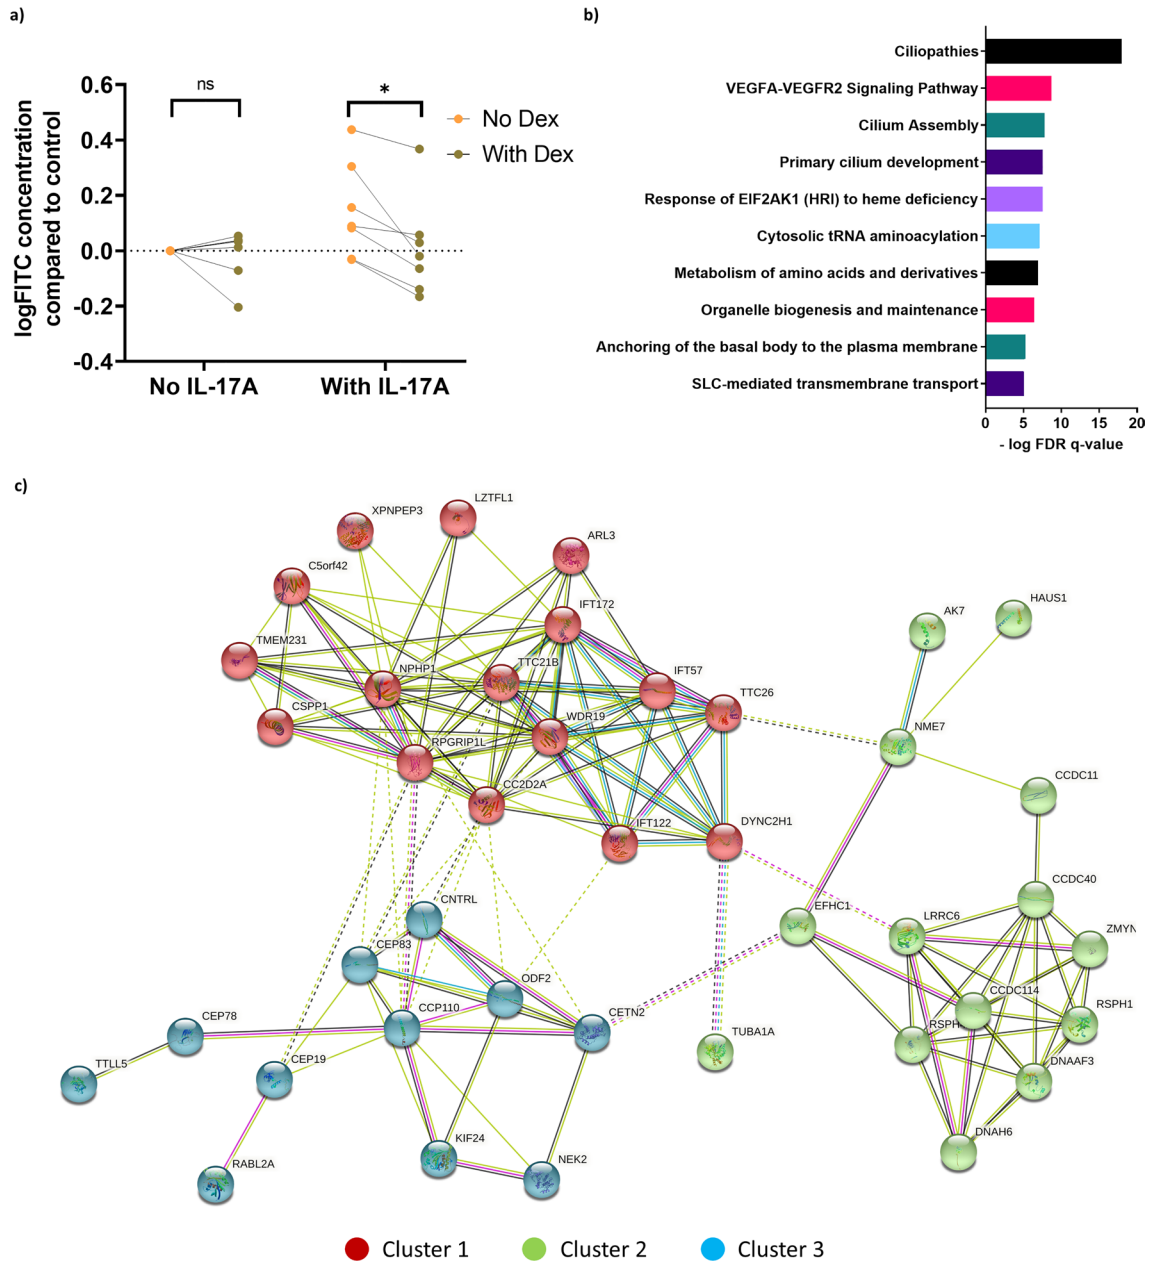 a)
logFITC concentration
compared to control
0.6
0.4
0.2
0.0
-0.2
-0.4
ns
*
No Dex
With Dex
No IL-17A
With IL-17A
b)
Ciliopathies
VEGFA-VEGFR2 Signaling Pathway
Cilium Assembly
Primary cilium development
Response of EIF2AK1 (HRI) to heme deficiency
Cytosolic tRNA aminoacylation
Metabolism of amino acids and derivatives
Organelle biogenesis and maintenance
Anchoring of the basal body to the plasma membrane
SLC-mediated transmembrane transport
0 5 10 15 20
- log FDR q-value
c)
LZTFL1
XPNPEP3
ARL3
C5orf42
IFT172
AK7
HAUS1
TMEM231
NPHP1
TTC21B
IFT57
TTC26
CSPP1
WDR19
NME7
RPGRIP1L
CC2D2A
CCDC11
IFT122
DYNC2H1
CCDC40
CNTRL
EFHC1
LRRC6
ZMYN
CEP83
ODF2
CCDC114
RSPH1
CEP78
CCP110
CETN2
TUBA1A
RSPH
TTLL5
CEP19
DNAAF3
KIF24
DNAH6
RABL2A
NEK2
Cluster 1
Cluster 2
Cluster 3